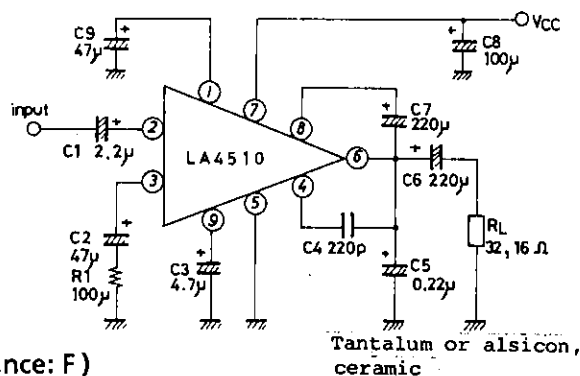 C9
47μ
+
Vcc
+
C8
100μ
1
7
8
input
+
C1 2.2μ
2
LA4510
6
+
C7
220μ
+
C6 220μ
3
4
9
5
+
C2
47μ
R1
100μ
+
C3
4.7μ
C4 220p
+
C5
0.22μ
RL
32, 16 Ω
Tantalum or alsicon,
ceramic
nce: F)